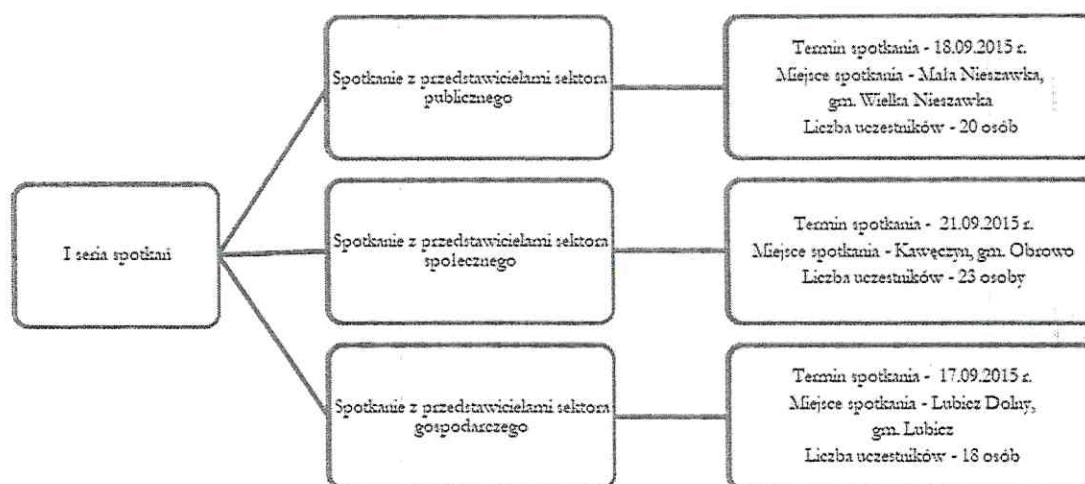 I seria spotkań
Spotkanie z przedstawicielami sektora
publicznego
Termin spotkania - 18.09.2015 r.
Miejsce spotkania - Mała Nieszawka,
gm. Wielka Nieszawka
Liczba uczestników - 20 osób
Spotkanie z przedstawicielami sektora
społecznego
Termin spotkania - 21.09.2015 r.
Miejsce spotkania - Kawęczyn, gm. Obrowo
Liczba uczestników - 23 osoby
Spotkanie z przedstawicielami sektora
gospodarczego
Termin spotkania - 17.09.2015 r.
Miejsce spotkania - Lubicz Dolny,
gm. Lubicz
Liczba uczestników - 18 osób